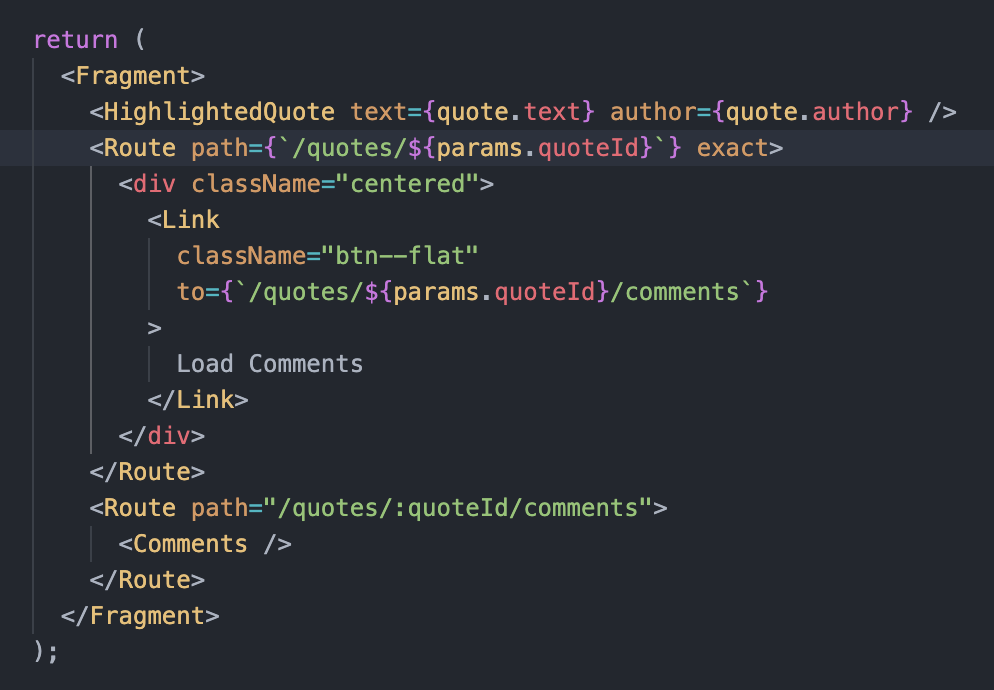 return (
<Fragment>
<HighlightedQuote text={quote.text} author={quote.author} />
<Route path={`/quotes/${params.quoteId}`} exact>
<div className="centered">
<Link
className="btn--flat"
to={`/quotes/${params.quoteId}/comments`}
>
Load Comments
</Link>
</div>
</Route>
<Route path="/quotes/:quoteId/comments">
<Comments />
</Route>
</Fragment>
);